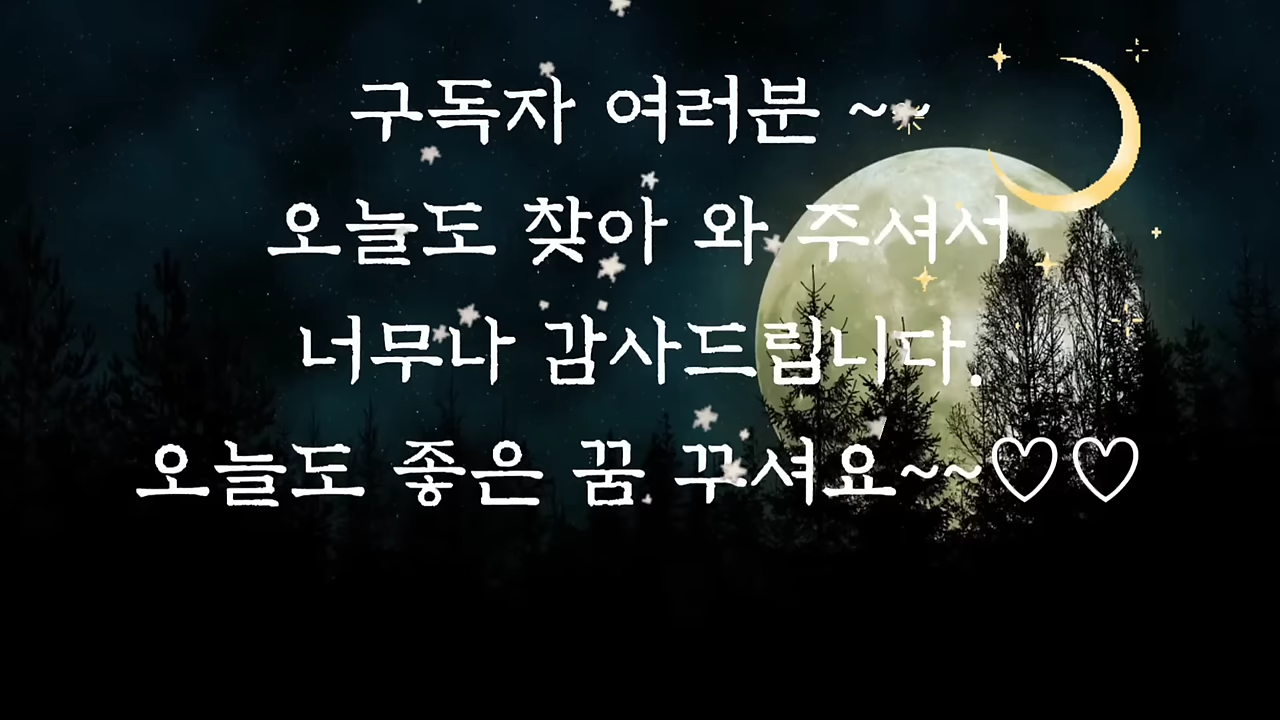 구독자 여러분 ~~
오늘도 찾아 와 주셔서
너무나 감사드립니다.
오늘도 좋은 꿈 꾸셔요~~♡♡